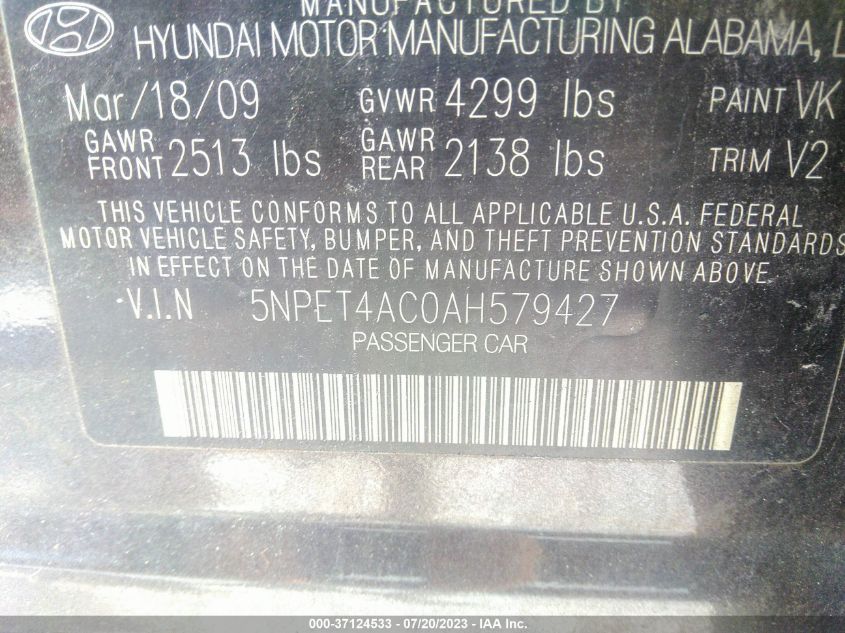 MANUFACTURED BY
HYUNDAI MOTOR MANUFACTURING ALABAMA, L
Mar/18/09 GVWR 4299 lbs PAINT VK
GAWR FRONT 2513 lbs GAWR REAR 2138 lbs TRIM V2
THIS VEHICLE CONFORMS TO ALL APPLICABLE U.S.A. FEDERAL
MOTOR VEHICLE SAFETY, BUMPER, AND THEFT PREVENTION STANDARDS
IN EFFECT ON THE DATE OF MANUFACTURE SHOWN ABOVE.
V.I.N 5NPET4AC0AH579427
PASSENGER CAR
000-37124533 - 07/20/2023 - IAA Inc.